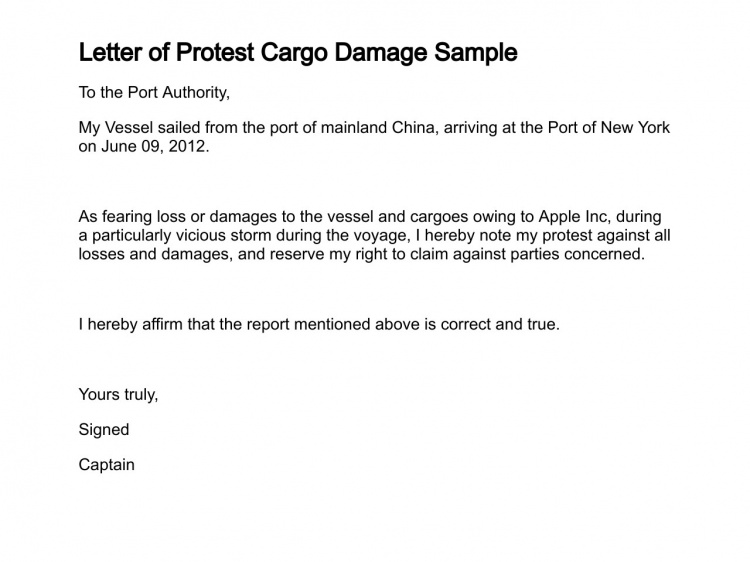 Letter of Protest Cargo Damage Sample
To the Port Authority,
My Vessel sailed from the port of mainland China, arriving at the Port of New York
on June 09, 2012.
As fearing loss or damages to the vessel and cargoes owing to Apple Inc, during
a particularly vicious storm during the voyage, I hereby note my protest against all
losses and damages, and reserve my right to claim against parties concerned.
I hereby affirm that the report mentioned above is correct and true.
Yours truly,
Signed
Captain